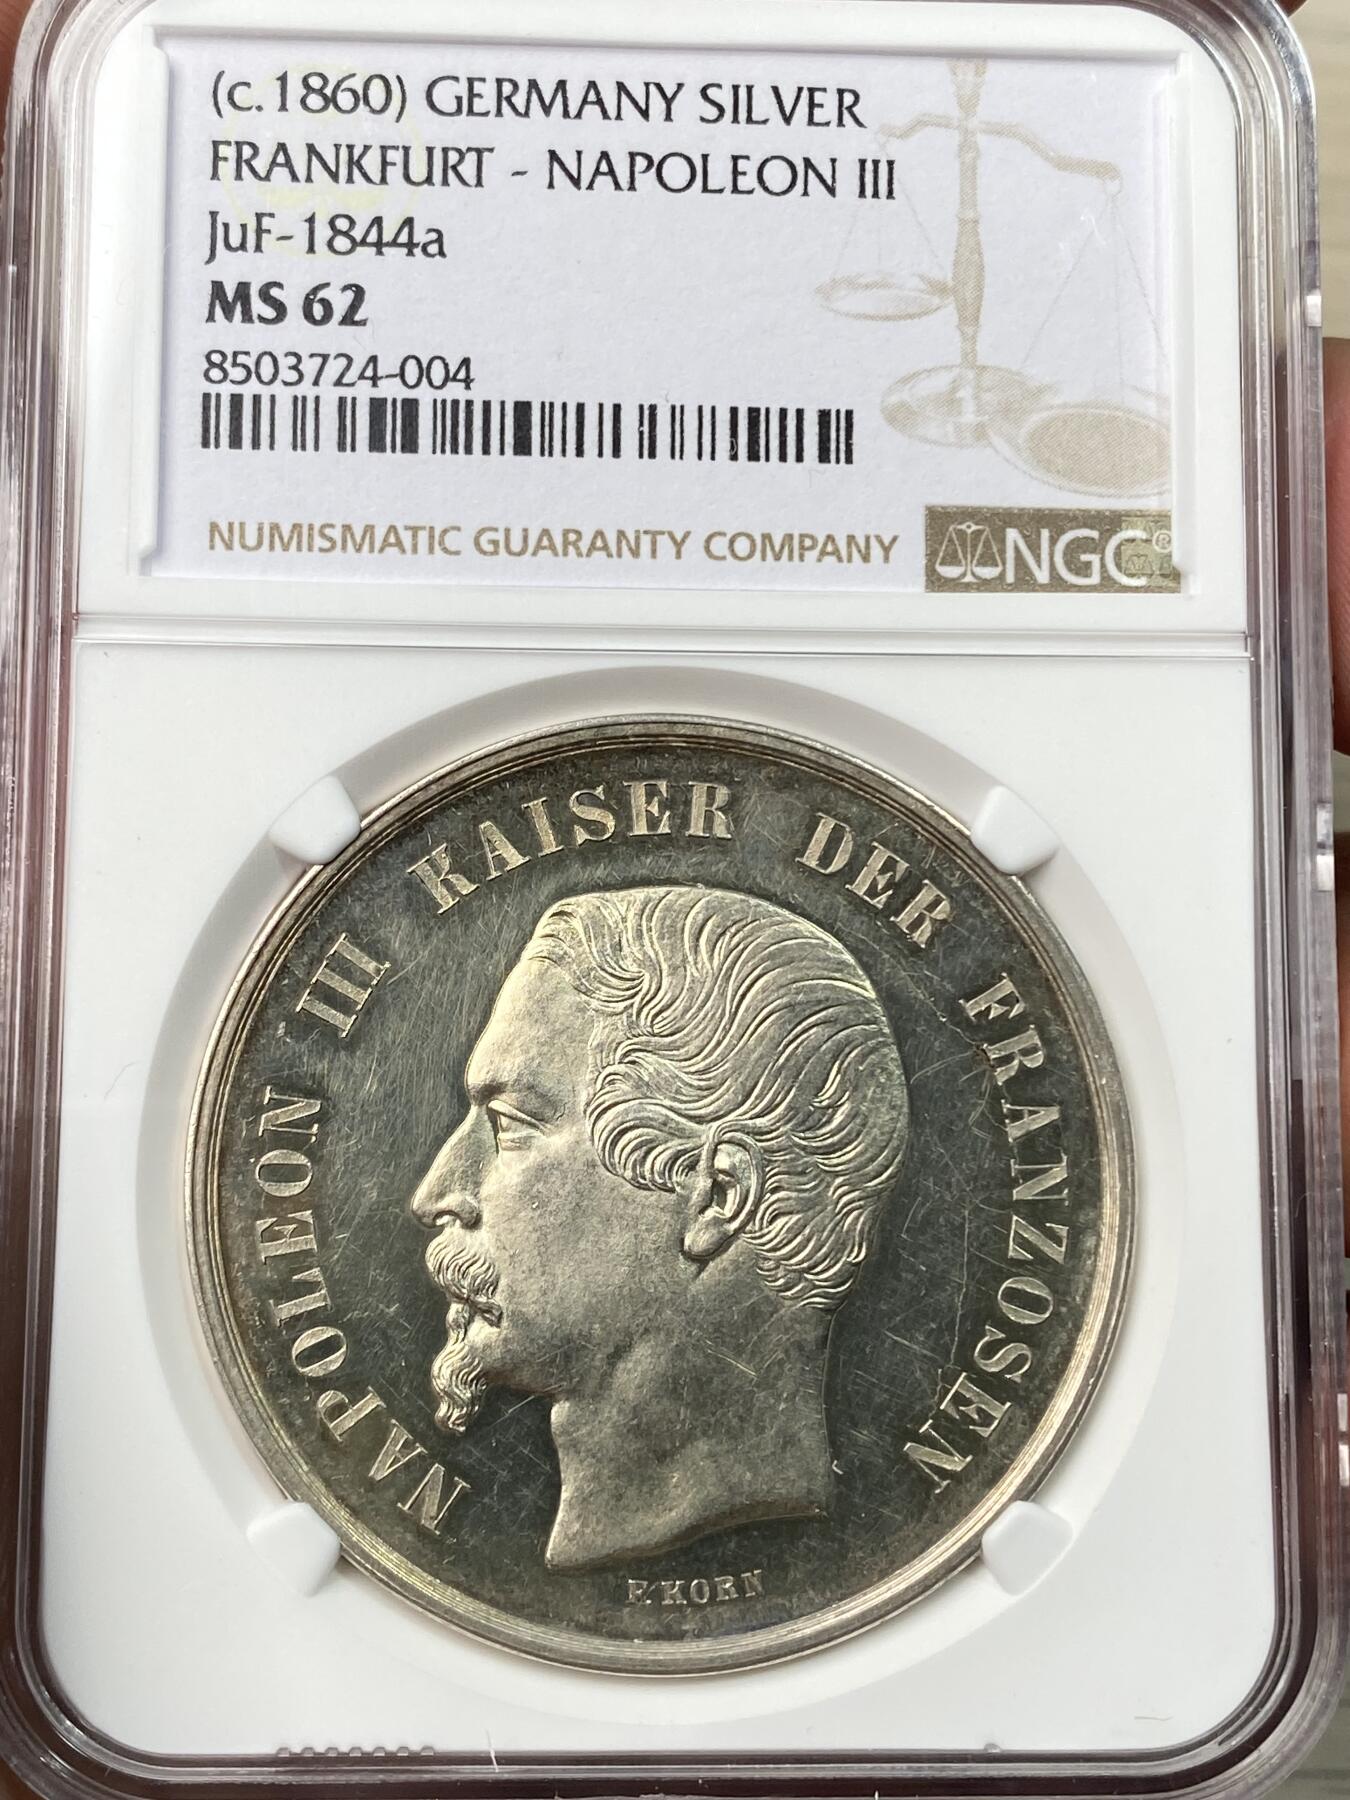 (c.1860) GERMANY SILVER
FRANKFURT - NAPOLEON III
JuF-1844a
MS 62
8503724-004
NUMISMATIC GUARANTY COMPANY
NGC®
NAPOLEON III KAISER DER FRANZOSEN
F. KORN